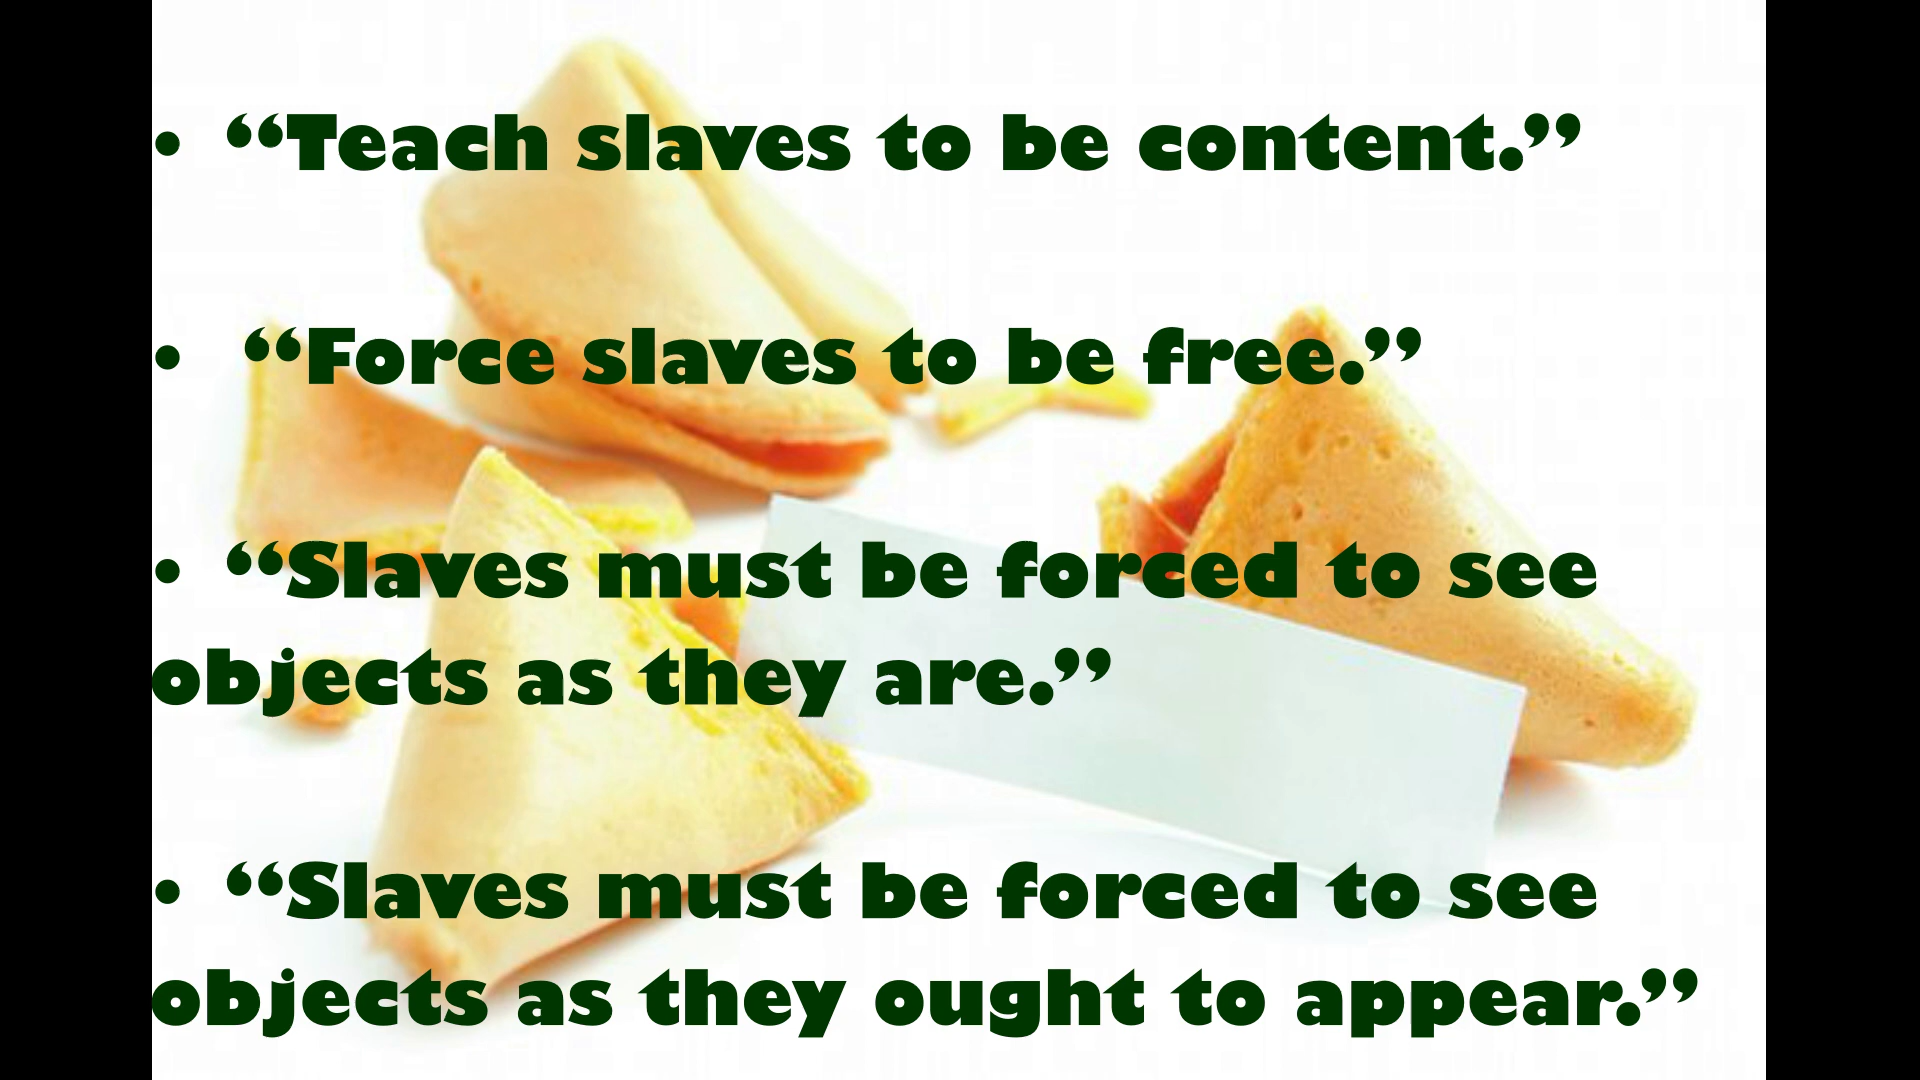 • “Teach slaves to be content.”
• “Force slaves to be free.”
• “Slaves must be forced to see
objects as they are.”
• “Slaves must be forced to see
objects as they ought to appear.”